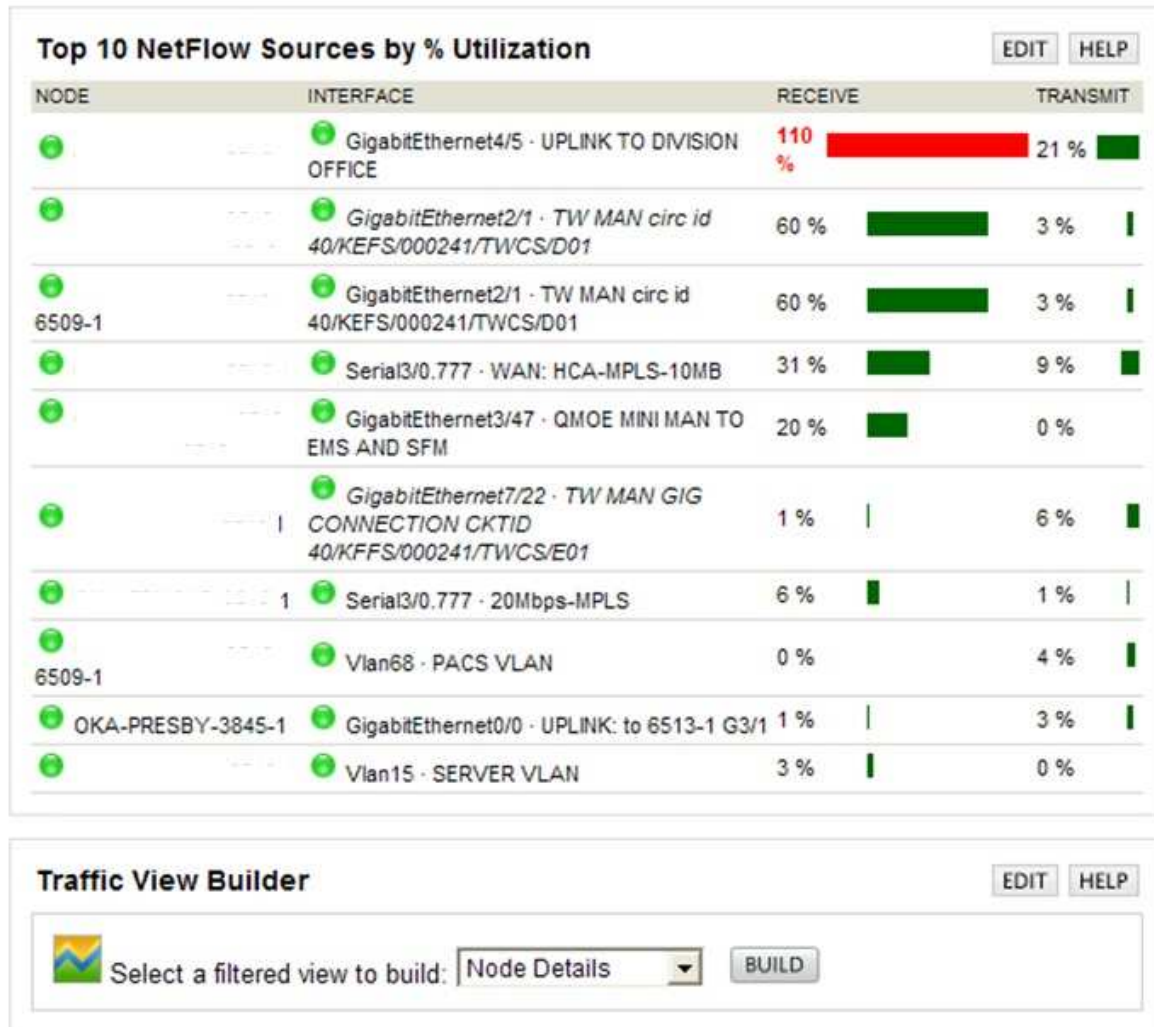 Top 10 NetFlow Sources by % Utilization EDIT HELP
NODE INTERFACE RECEIVE TRANSMIT
GigabitEthernet4/5 · UPLINK TO DIVISION OFFICE 110 % 21 %
GigabitEthernet2/1 · TW MAN circ id 40/KEFS/000241/TWCS/D01 60 % 3 %
6509-1 GigabitEthernet2/1 · TW MAN circ id 40/KEFS/000241/TWCS/D01 60 % 3 %
Serial3/0.777 · WAN: HCA-MPLS-10MB 31 % 9 %
GigabitEthernet3/47 · QMOE MINI MAN TO EMS AND SFM 20 % 0 %
GigabitEthernet7/22 · TW MAN GIG CONNECTION CKTID 40/KFFS/000241/TWCS/E01 1 % 6 %
1 Serial3/0.777 · 20Mbps-MPLS 6 % 1 %
6509-1 Vlan68 · PACS VLAN 0 % 4 %
OKA-PRESBY-3845-1 GigabitEthernet0/0 · UPLINK: to 6513-1 G3/1 1 % 3 %
Vlan15 · SERVER VLAN 3 % 0 %
Traffic View Builder EDIT HELP
Select a filtered view to build: Node Details BUILD